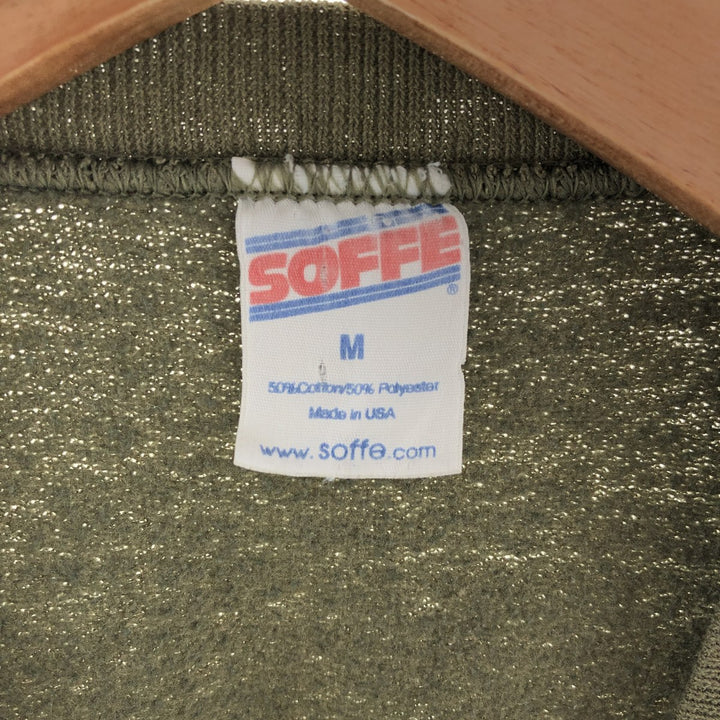 SOFFE
®
M
50%Cotton/50% Polyester
Made in USA
www.soffe.com